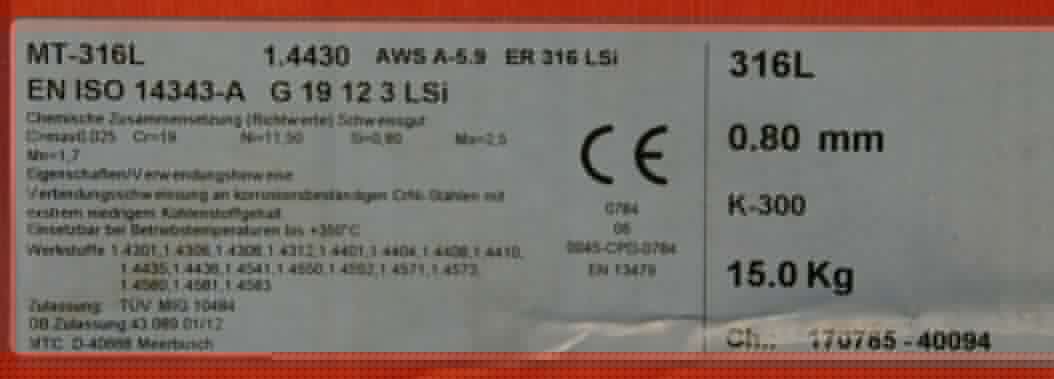 MT-316L 1.4430 AWS A-5.9 ER 316 LSi
EN ISO 14343-A G 19 12 3 LSi
Chemische Zusammensetzung (Richtwerte) Schweissgut
C=max0.025 Cr=19 Ni=11,50 Si=0,80 Mo=2,5
Mn=1,7
Eigenschaften/Verwendungshinweise
Verbindungsschweissung an korrosionsbeständigen CrNi-Stählen mit
extrem niedrigem Kohlenstoffgehalt
Einsetzbar bei Betriebstemperaturen bis +350°C
Werkstoffe 1.4301,1.4306,1.4308,1.4312,1.4401,1.4404,1.4408,1.4410,
1.4435,1.4436,1.4541,1.4550,1.4552,1.4571,1.4573,
1.4580,1.4581,1.4583
Zulassung: TÜV MIG 10484
DB Zulassung:43.089.01/12
MTC D-40668 Meerbusch
CE
0784
06
0045-CPD-0784
EN 13479
316L
0.80 mm
K-300
15.0 Kg
Ch.: 170785-40094